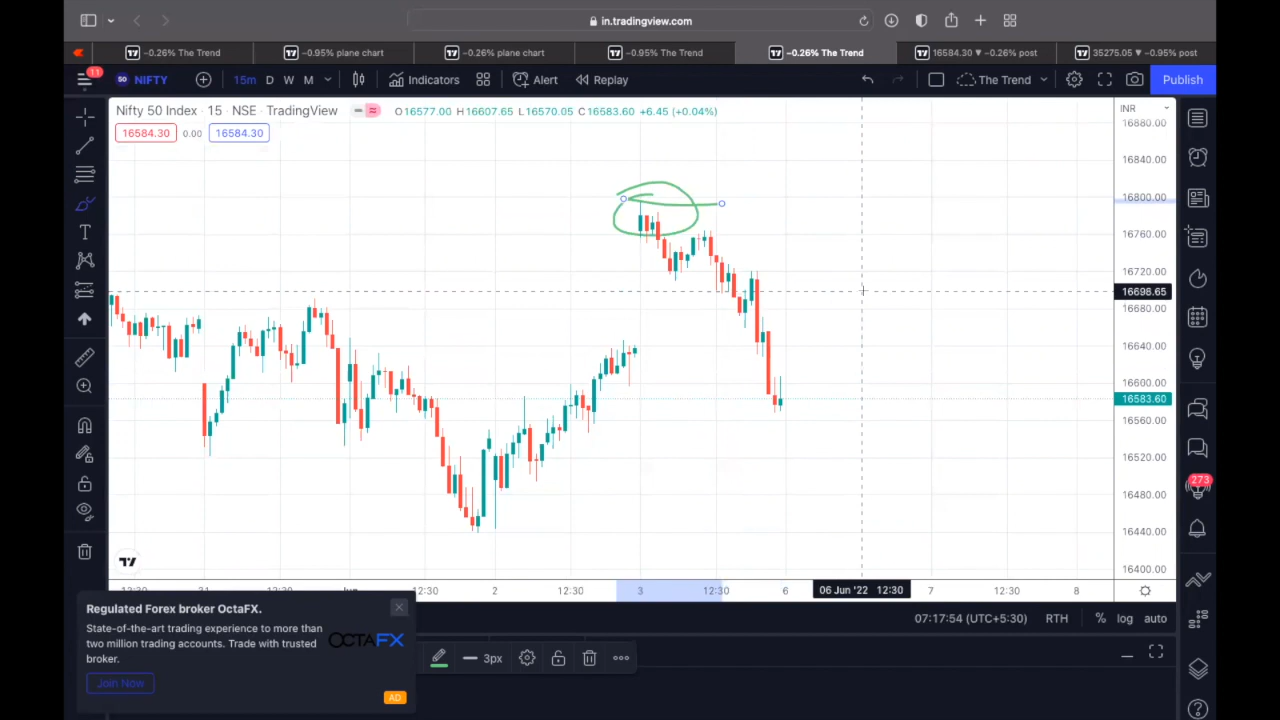 in.tradingview.com
−0.26% The Trend
−0.95% plane chart
−0.26% plane chart
−0.95% The Trend
−0.26% The Trend
16584.30 ▼ −0.26% post
35275.05 ▼ −0.95% post
11
50 NIFTY 15m D W M Indicators Alert Replay The Trend Publish
Nifty 50 Index · 15 · NSE · TradingView O16577.00 H16607.65 L16570.05 C16583.60 +6.45 (+0.04%)
16584.30 0.00 16584.30
INR
16880.00
16840.00
16800.00
16760.00
16720.00
16698.65
16680.00
16640.00
16600.00
16583.60
16560.00
16520.00
16480.00
16440.00
16400.00
273
12:30 2 12:30 3 12:30 6 06 Jun '22 12:30 7 12:30 8
07:17:54 (UTC+5:30) RTH % log auto
Regulated Forex broker OctaFX.
State-of-the-art trading experience to more than
two million trading accounts. Trade with trusted
broker.
OCTAFX
Join Now
AD
3px